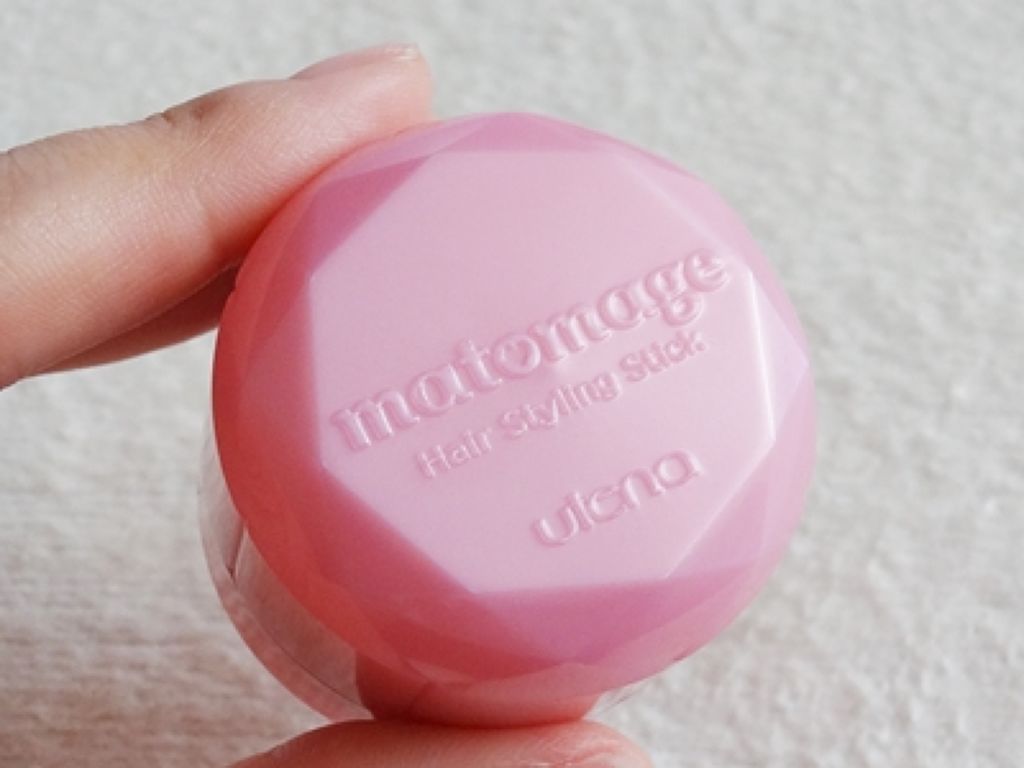 matomage
Hair Styling Stick
utena